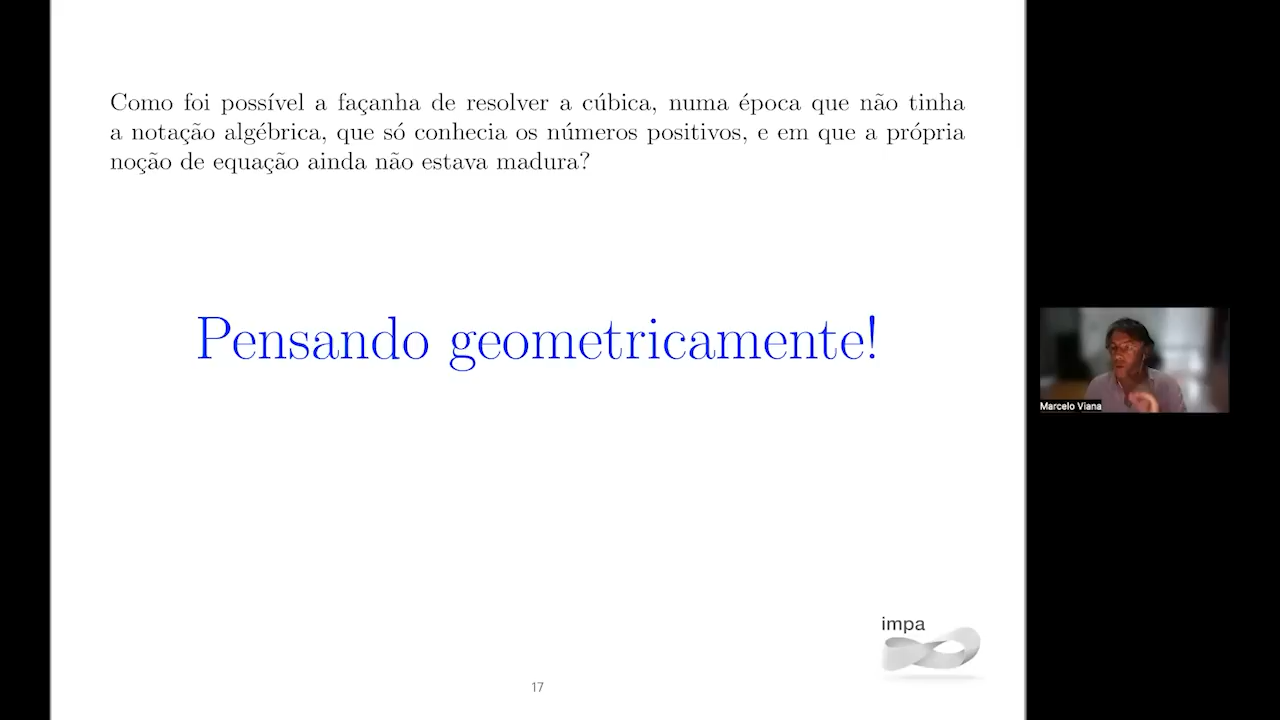 Como foi possível a façanha de resolver a cúbica, numa época que não tinha
a notação algébrica, que só conhecia os números positivos, e em que a própria
noção de equação ainda não estava madura?
Pensando geometricamente!
Marcelo Viana
impa
17